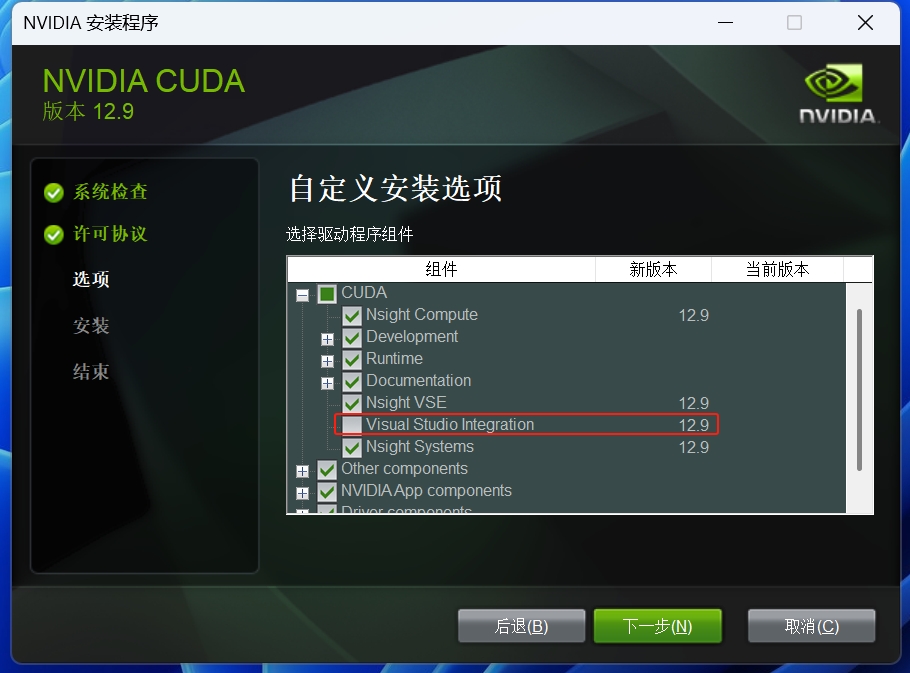 NVIDIA 安装程序
NVIDIA CUDA
版本 12.9
NVIDIA.
系统检查
许可协议
选项
安装
结束
自定义安装选项
选择驱动程序组件
组件 新版本 当前版本
CUDA
Nsight Compute 12.9
Development
Runtime
Documentation
Nsight VSE 12.9
Visual Studio Integration 12.9
Nsight Systems 12.9
Other components
NVIDIA App components
Driver components
后退(B) 下一步(N) 取消(C)